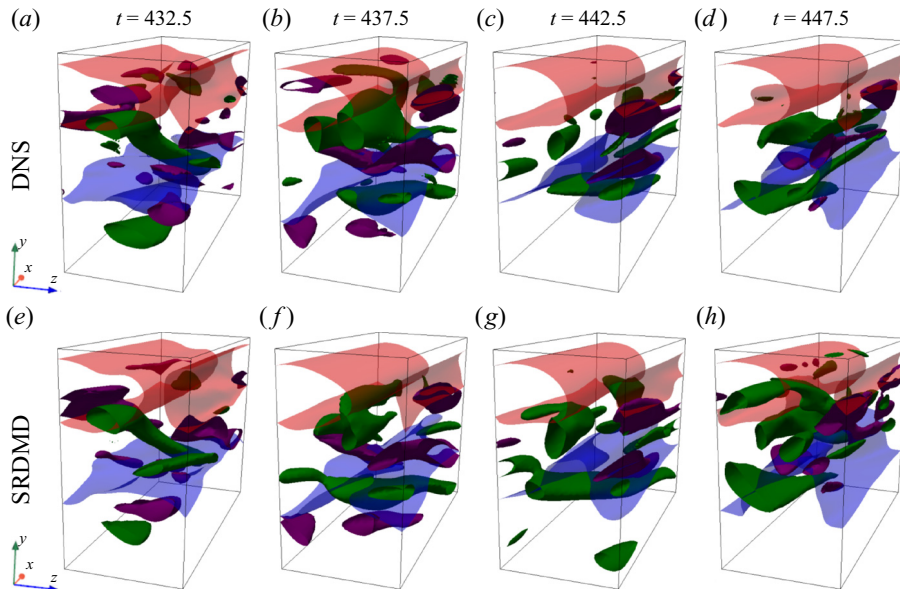 (a) t = 432.5 (b) t = 437.5 (c) t = 442.5 (d) t = 447.5
DNS
y
x
z
(e) (f) (g) (h)
SRDMD
y
x
z